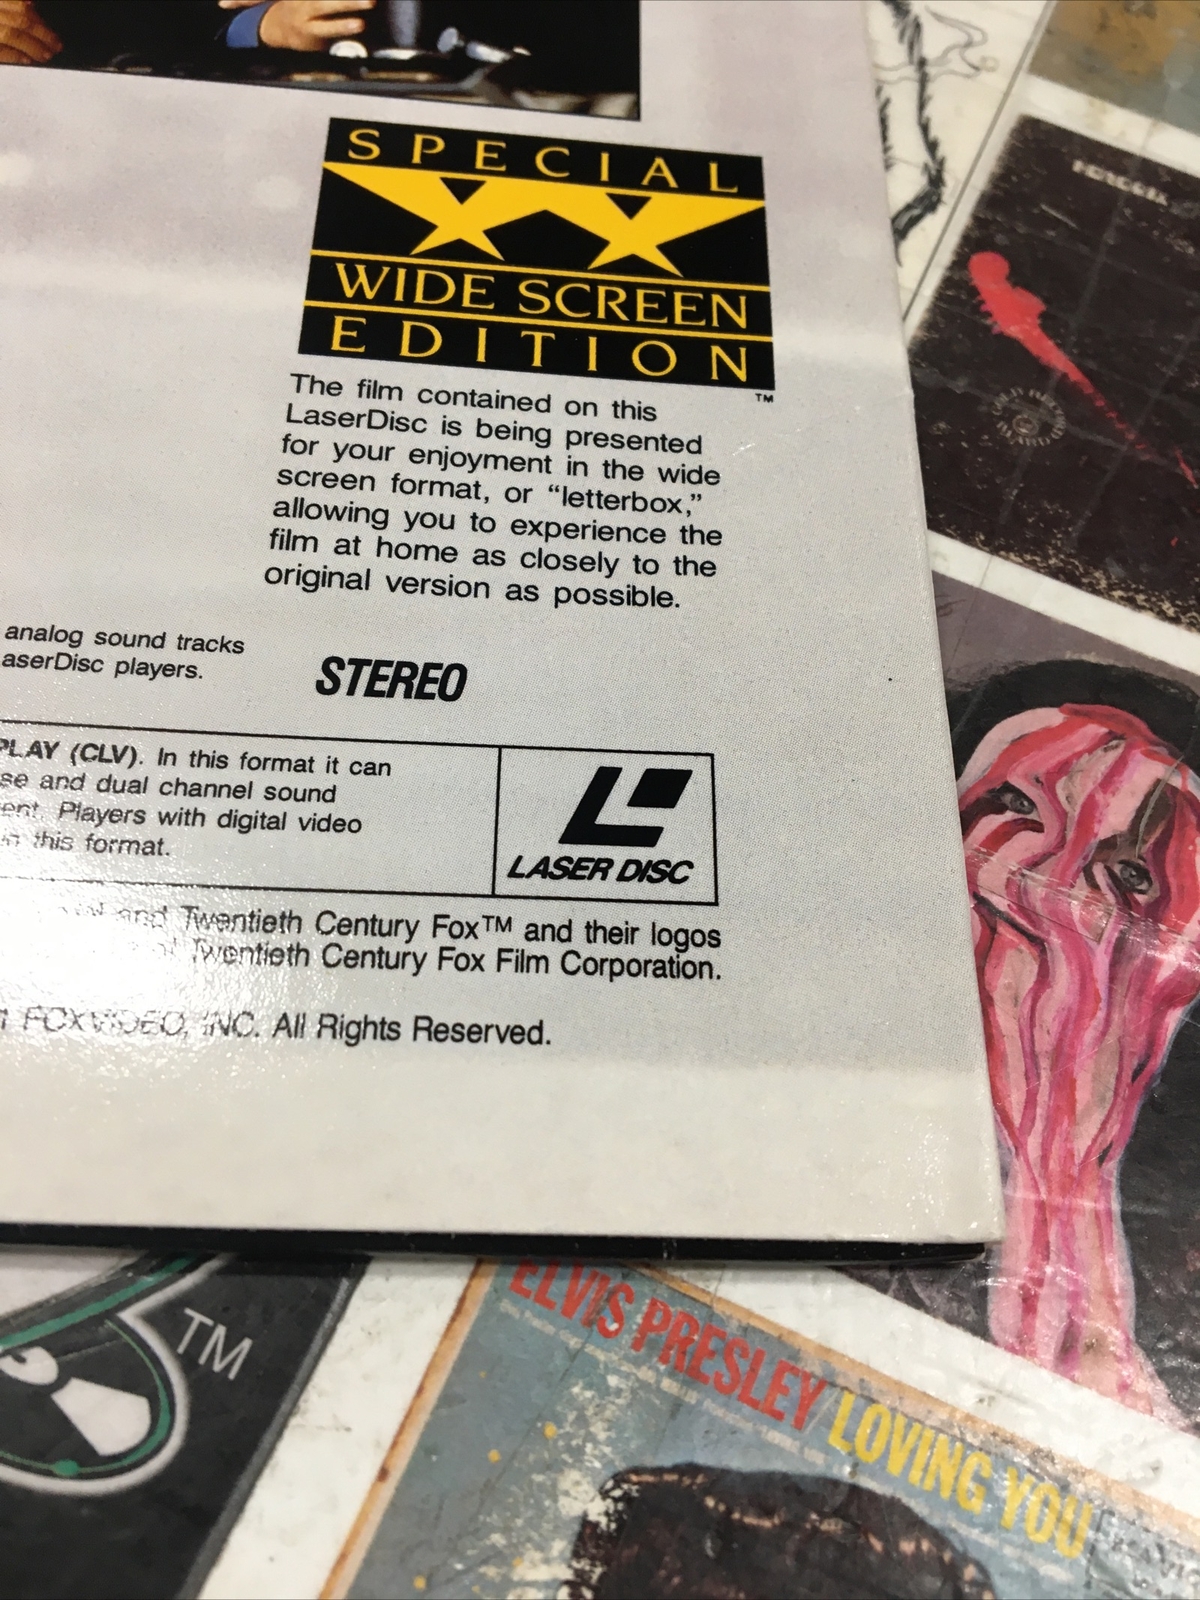 SPECIAL
WIDE SCREEN
EDITION
TM
The film contained on this
LaserDisc is being presented
for your enjoyment in the wide
screen format, or “letterbox,”
allowing you to experience the
film at home as closely to the
original version as possible.
analog sound tracks
aserDisc players.
STEREO
PLAY (CLV). In this format it can
se and dual channel sound
ent. Players with digital video
this format.
LASER DISC
and Twentieth Century Fox™ and their logos
Twentieth Century Fox Film Corporation.
FOXVIDEO, INC. All Rights Reserved.
TM
ELVIS PRESLEY LOVING YOU